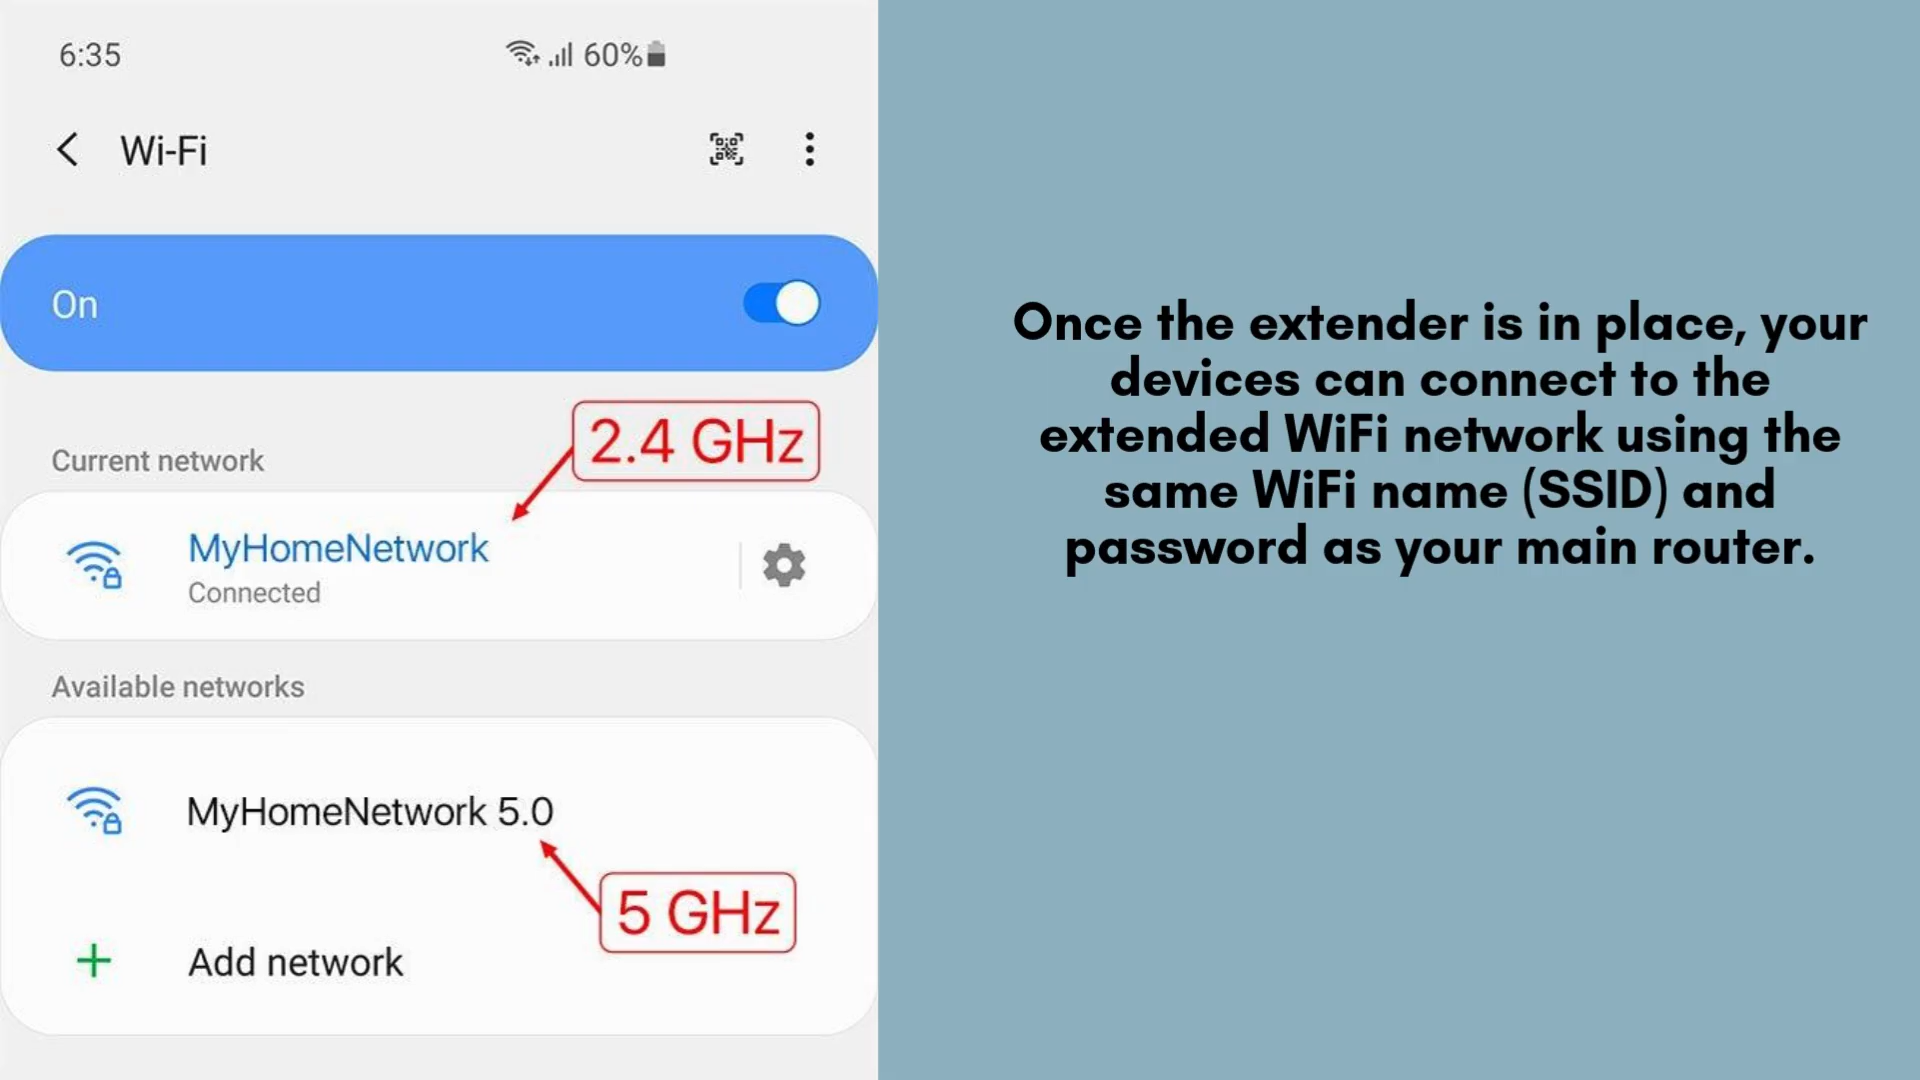 6:35
60%
Wi-Fi
On
2.4 GHz
Current network
MyHomeNetwork
Connected
Available networks
MyHomeNetwork 5.0
5 GHz
Add network
Once the extender is in place, your
devices can connect to the
extended WiFi network using the
same WiFi name (SSID) and
password as your main router.